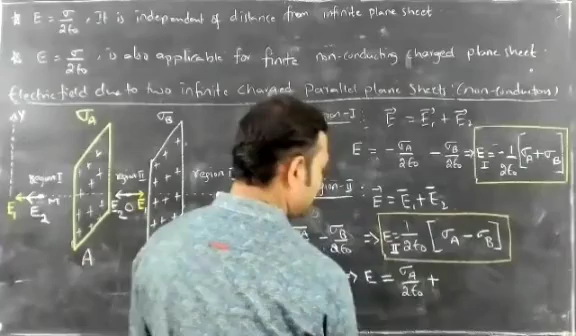 * E = σ/2ε₀, It is independent of distance from infinite plane sheet.
* E = σ/2ε₀, is also applicable for finite non-conducting charged plane sheet.
Electric field due to two infinite charged parallel plane sheets (non-conductors)
Y
σA
σB
-I: E⃗ = E⃗₁ + E⃗₂
E = -σA/2ε₀ - σB/2ε₀ ⇒ E_I = -1/2ε₀ [σA + σB]
region I
region II
region
-II: E⃗ = E⃗₁ + E⃗₂
E₁ E₂
E₂ E
σA/2ε₀ - σB/2ε₀ ⇒ E_II = 1/2ε₀ [σA - σB]
A
E = σA/2ε₀ +